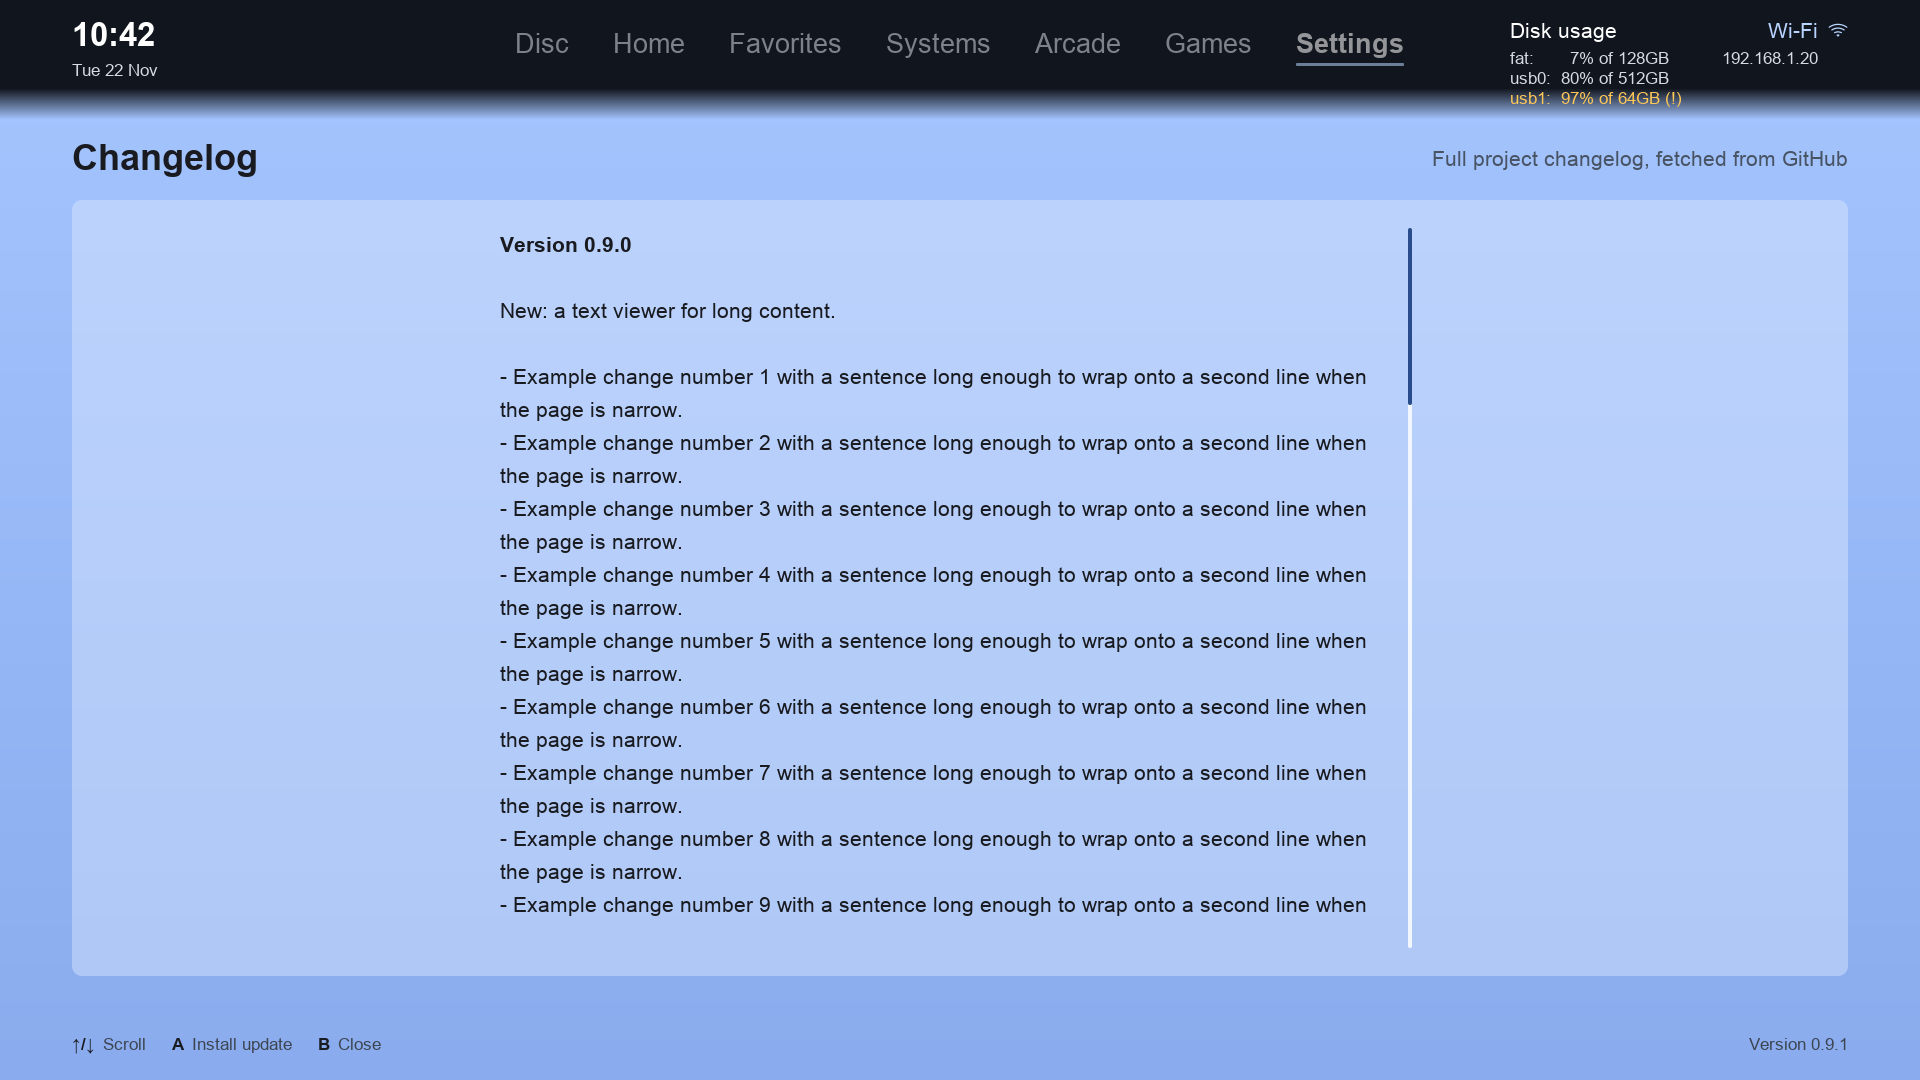 10:42
Tue 22 Nov
Disc Home Favorites Systems Arcade Games Settings
Disk usage
fat: 7% of 128GB
usb0: 80% of 512GB
usb1: 97% of 64GB (!)
Wi-Fi
192.168.1.20
Changelog
Full project changelog, fetched from GitHub
Version 0.9.0
New: a text viewer for long content.
- Example change number 1 with a sentence long enough to wrap onto a second line when
the page is narrow.
- Example change number 2 with a sentence long enough to wrap onto a second line when
the page is narrow.
- Example change number 3 with a sentence long enough to wrap onto a second line when
the page is narrow.
- Example change number 4 with a sentence long enough to wrap onto a second line when
the page is narrow.
- Example change number 5 with a sentence long enough to wrap onto a second line when
the page is narrow.
- Example change number 6 with a sentence long enough to wrap onto a second line when
the page is narrow.
- Example change number 7 with a sentence long enough to wrap onto a second line when
the page is narrow.
- Example change number 8 with a sentence long enough to wrap onto a second line when
the page is narrow.
- Example change number 9 with a sentence long enough to wrap onto a second line when
↑/↓ Scroll A Install update B Close
Version 0.9.1